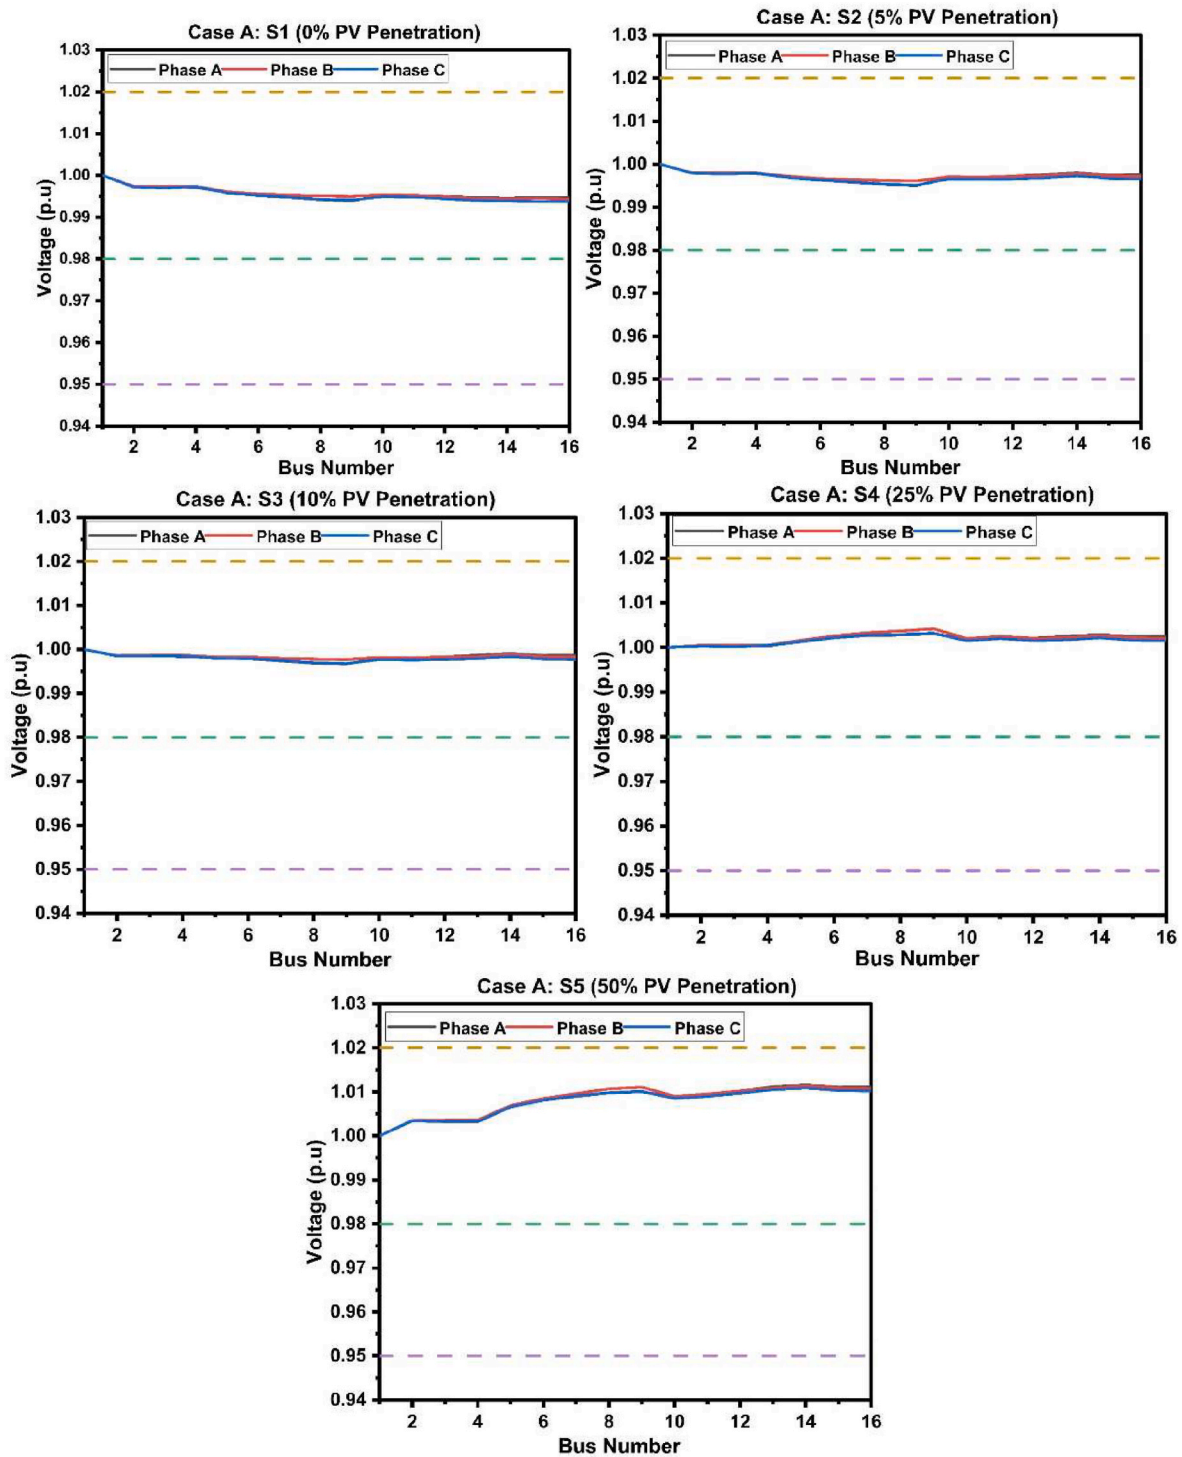 Case A: S1 (0% PV Penetration)
1.03
Phase A Phase B Phase C
1.02
1.01
1.00
0.99
0.98
0.97
0.96
0.95
0.94
Voltage (p.u)
2 4 6 8 10 12 14 16
Bus Number
Case A: S2 (5% PV Penetration)
1.03
Phase A Phase B Phase C
1.02
1.01
1.00
0.99
0.98
0.97
0.96
0.95
0.94
Voltage (p.u)
2 4 6 8 10 12 14 16
Bus Number
Case A: S3 (10% PV Penetration)
1.03
Phase A Phase B Phase C
1.02
1.01
1.00
0.99
0.98
0.97
0.96
0.95
0.94
Voltage (p.u)
2 4 6 8 10 12 14 16
Bus Number
Case A: S4 (25% PV Penetration)
1.03
Phase A Phase B Phase C
1.02
1.01
1.00
0.99
0.98
0.97
0.96
0.95
0.94
Voltage (p.u)
2 4 6 8 10 12 14 16
Bus Number
Case A: S5 (50% PV Penetration)
1.03
Phase A Phase B Phase C
1.02
1.01
1.00
0.99
0.98
0.97
0.96
0.95
0.94
Voltage (p.u)
2 4 6 8 10 12 14 16
Bus Number